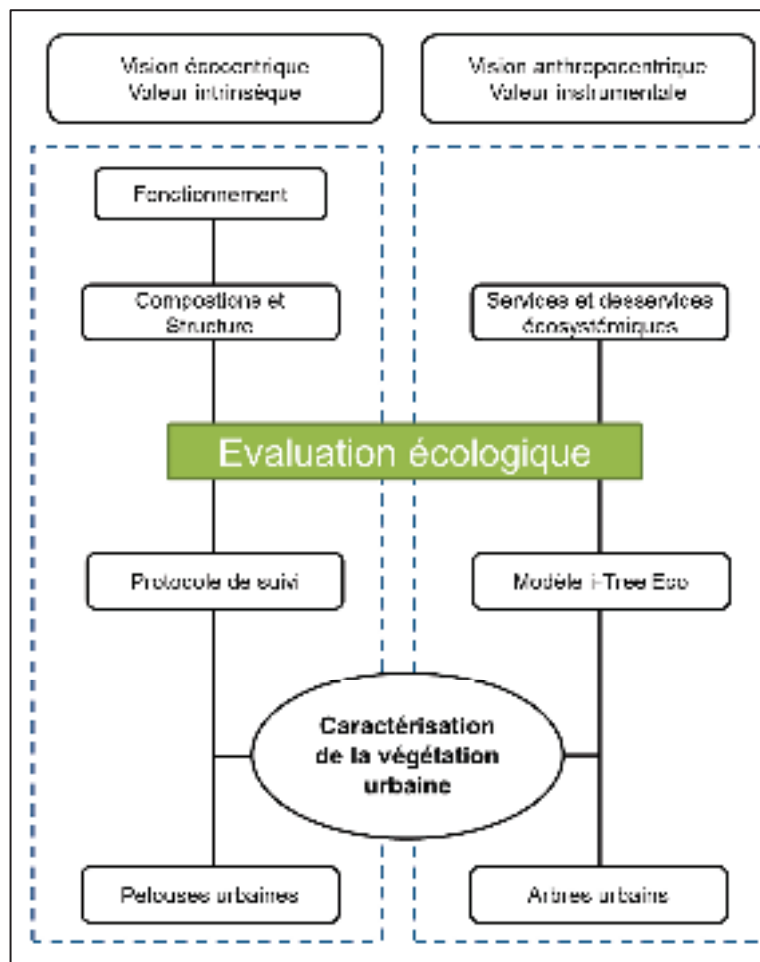 Vision écocentrique
Valeur intrinsèque
Vision anthropocentrique
Valeur instrumentale
Fonctionnement
Compostions et
Structure
Services et desservices
écosystémiques
Evaluation écologique
Protocole de suivi
Modèle i-Tree Eco
Caractérisation
de la végétation
urbaine
Pelouses urbaines
Arbres urbains